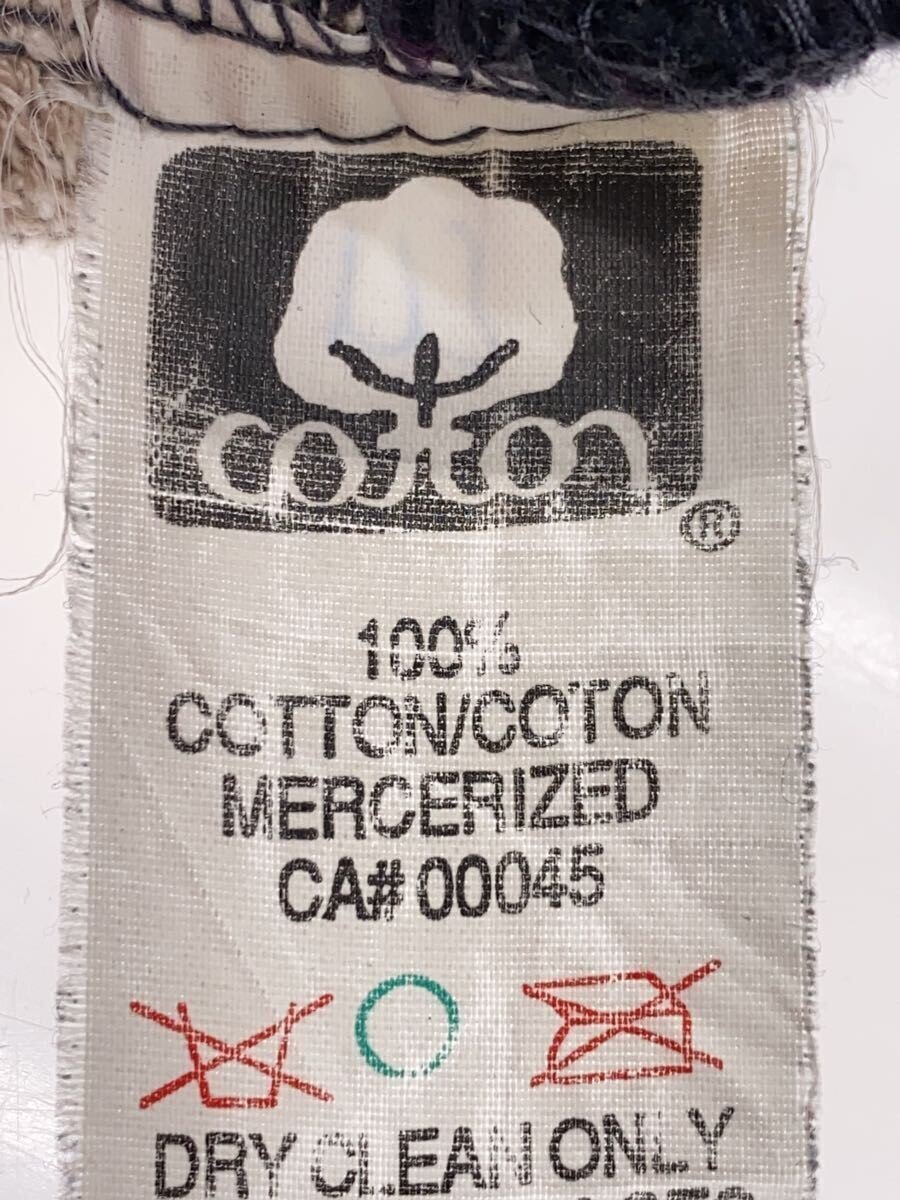 cotton
®
100%
COTTON/COTON
MERCERIZED
CA# 00045
DRY CLEAN ONLY